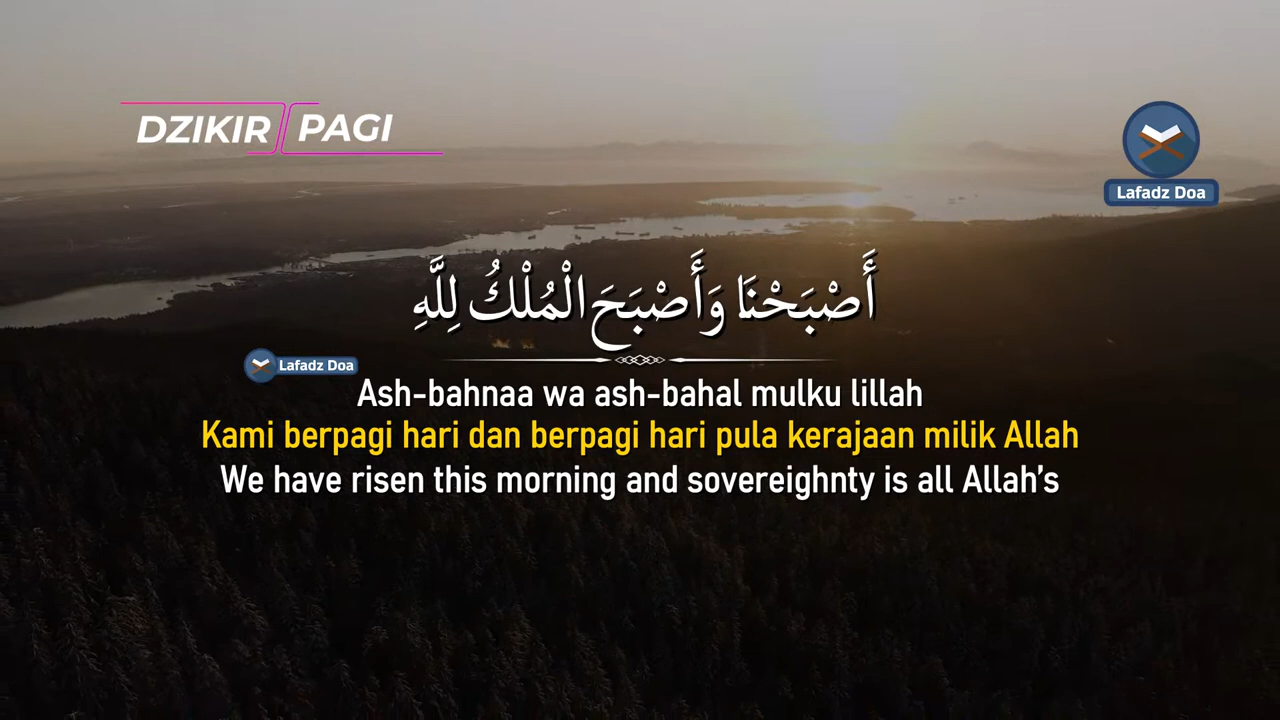 DZIKIR PAGI
Lafadz Doa
أَصْبَحْنَا وَأَصْبَحَ الْمُلْكُ لِلَّهِ
Lafadz Doa
Ash-bahnaa wa ash-bahal mulku lillah
Kami berpagi hari dan berpagi hari pula kerajaan milik Allah
We have risen this morning and sovereighnty is all Allah's